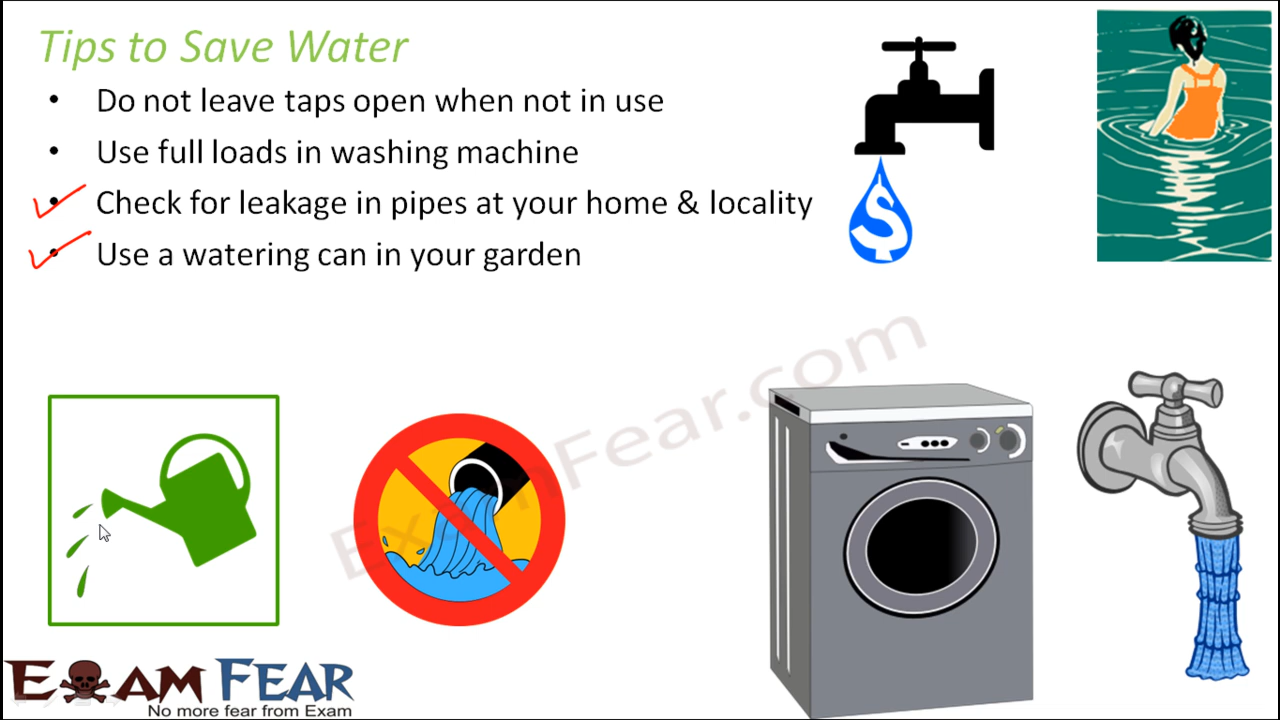 Tips to Save Water
• Do not leave taps open when not in use
• Use full loads in washing machine
• Check for leakage in pipes at your home & locality
• Use a watering can in your garden
$
ExamFear.com
EXAM FEAR
No more fear from Exam